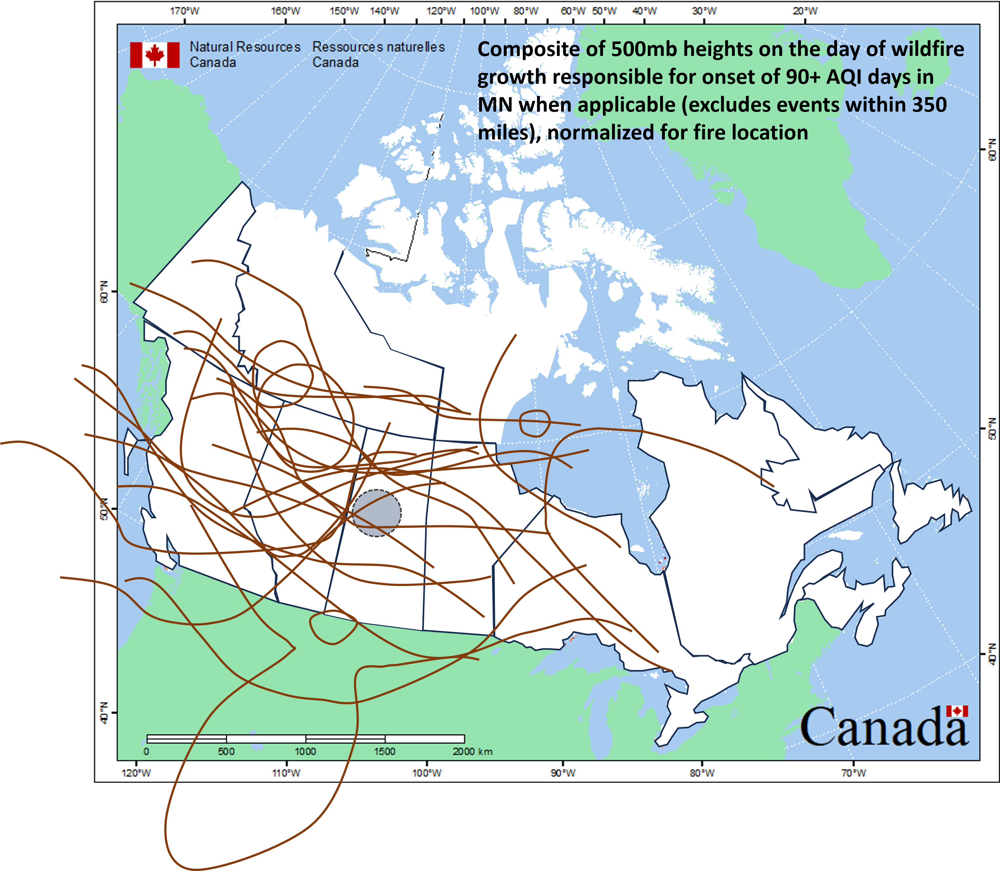 170°W 160°W 150°W 140°W 120°W 100°W 80°W 60°W 50°W 40°W 30°W 20°W
Natural Resources Ressources naturelles
Canada Canada
Composite of 500mb heights on the day of wildfire
growth responsible for onset of 90+ AQI days in
MN when applicable (excludes events within 350
miles), normalized for fire location
60°N
60°N
50°N
50°N
40°N
40°N
Canada
0 500 1000 1500 2000 km
120°W 110°W 100°W 90°W 80°W 70°W